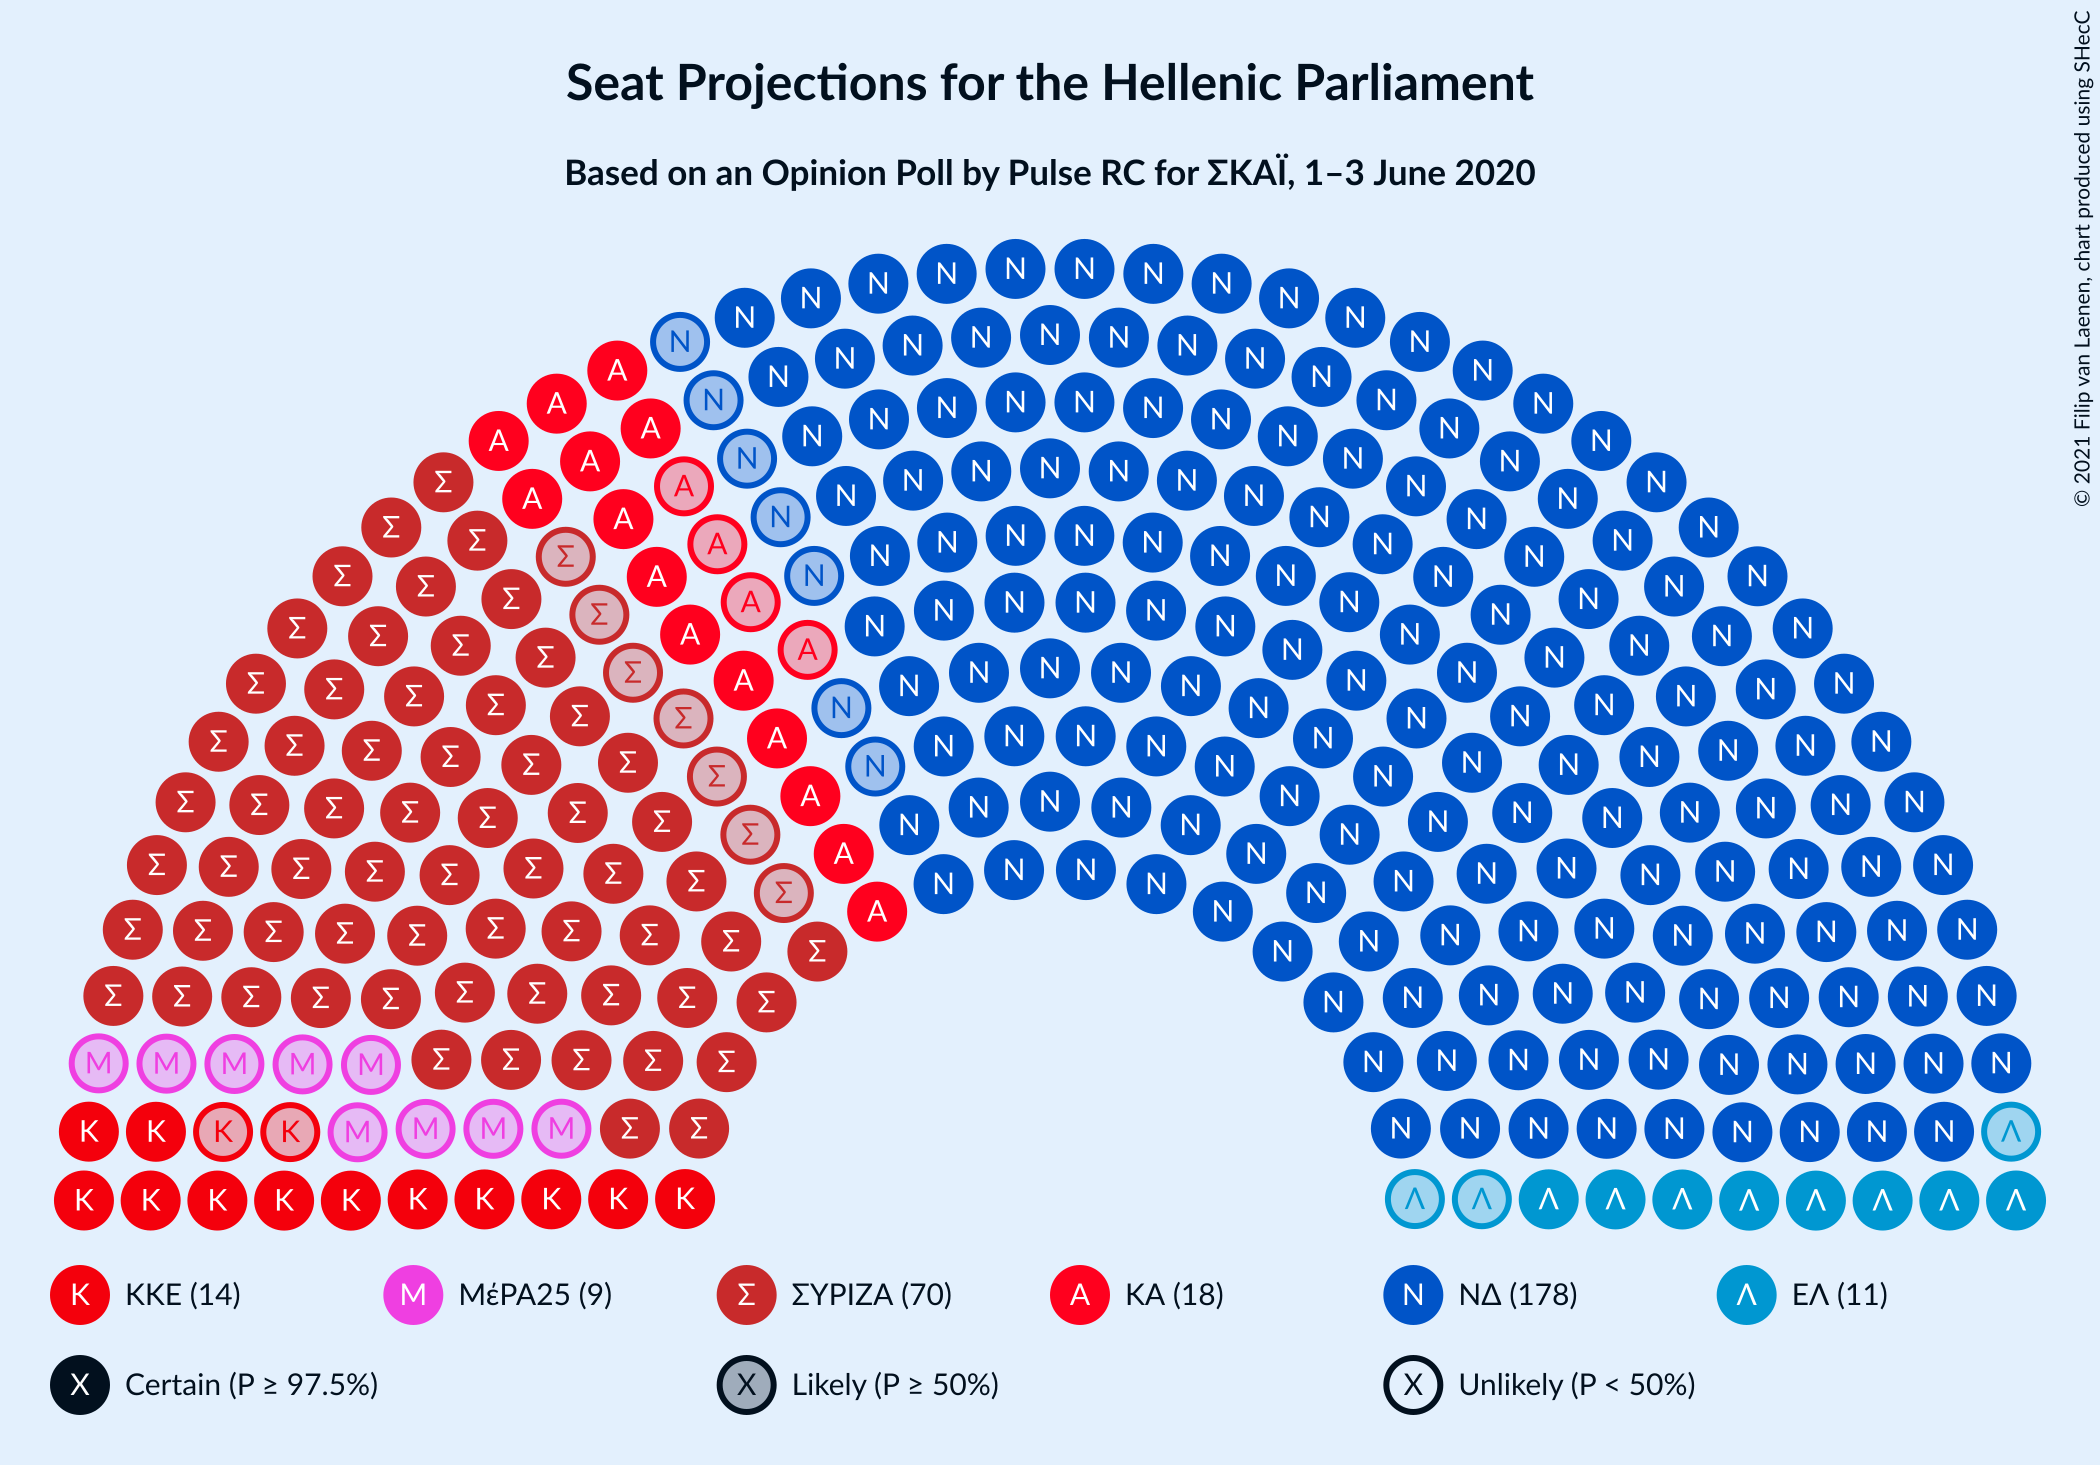 Seat Projections for the Hellenic Parliament
Based on an Opinion Poll by Pulse RC for ΣΚΑΪ, 1–3 June 2020
© 2021 Filip van Laenen, chart produced using SHecC
K ΚΚΕ (14) M ΜέΡΑ25 (9) Σ ΣΥΡΙΖΑ (70) A ΚΑ (18) N ΝΔ (178) Λ ΕΛ (11)
X Certain (P ≥ 97.5%) X Likely (P ≥ 50%) X Unlikely (P < 50%)